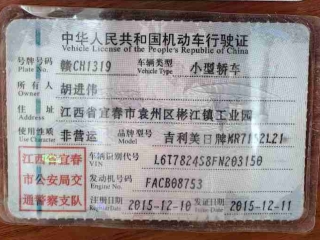 中华人民共和国机动车行驶证
Vehicle License of the People's Republic of China
号牌号码 赣CH1319 车辆类型 小型轿车
Plate No. Vehicle Type
所有人 胡进伟
Owner
住址 江西省宜春市袁州区彬江镇工业园
Address
使用性质 非营运 品牌型号 吉利美日牌MR7152L21
Use Character Model
江西省宜春市公安局交通警察支队
车辆识别代号 L6T7824S8FN203150
VIN
发动机号码 FACB08753
Engine No.
注册日期 2015-12-10 发证日期 2015-12-11
Register Date Issue Date